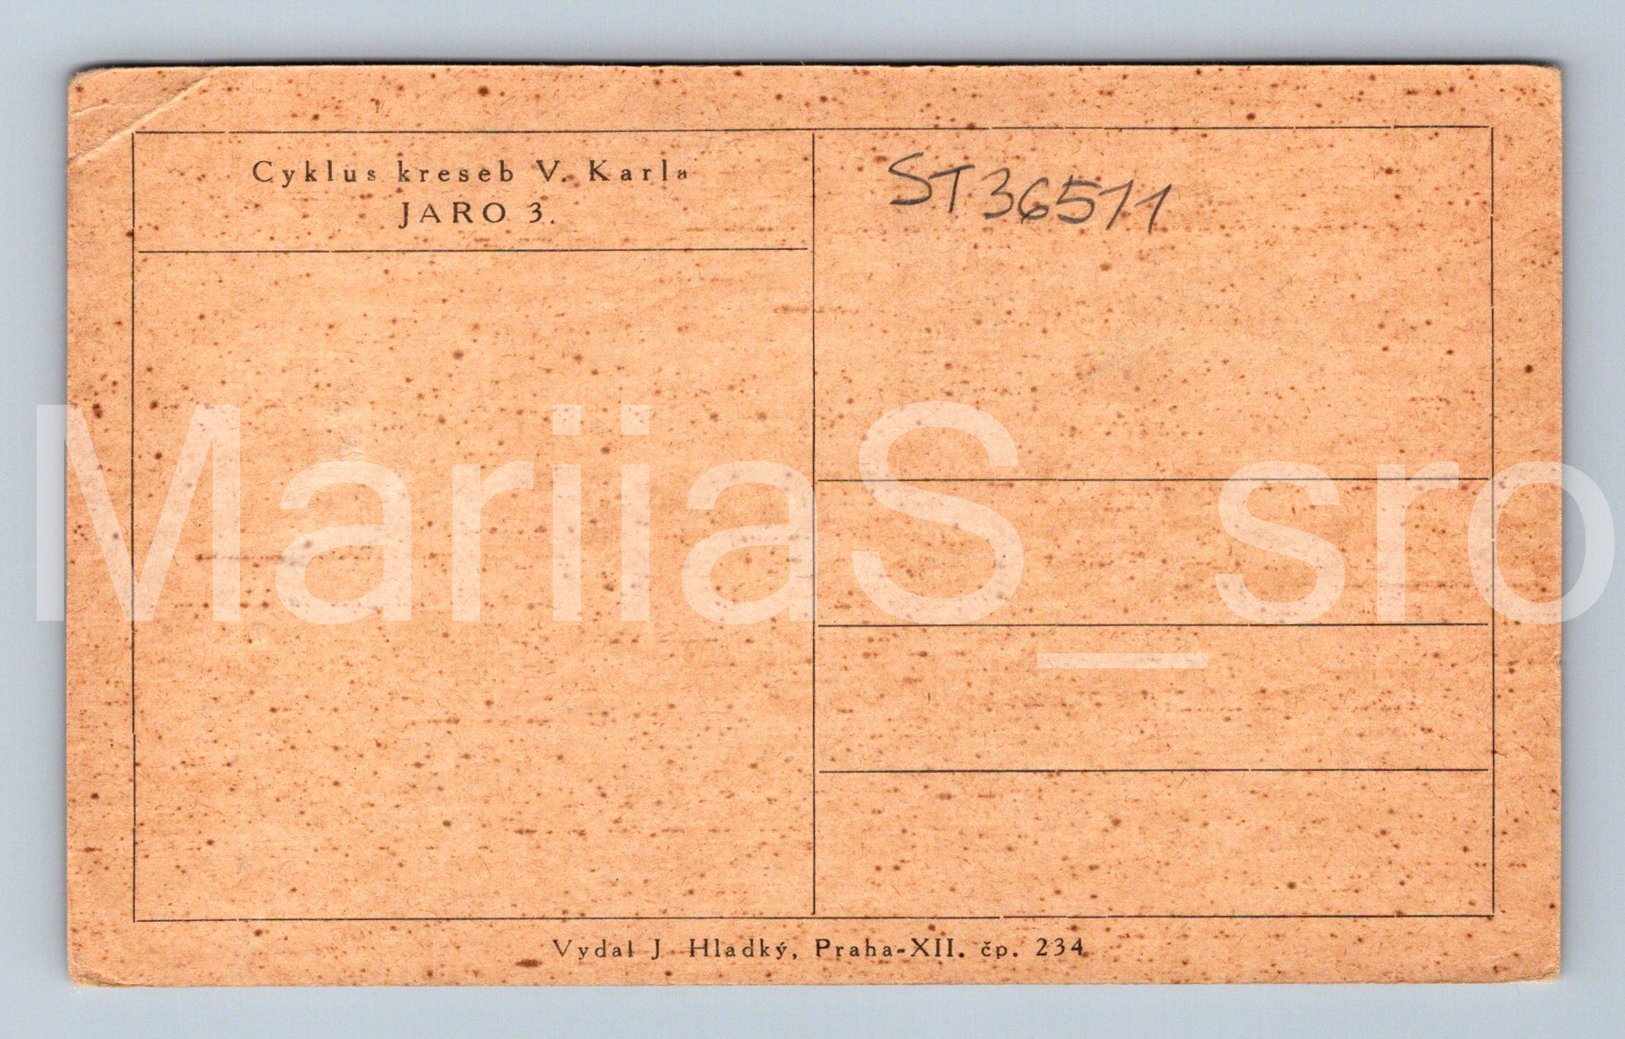 Cyklus kreseb V. Karla
JARO 3.
ST36511
MariiaS_sro
Vydal J. Hladký, Praha-XII. čp. 234